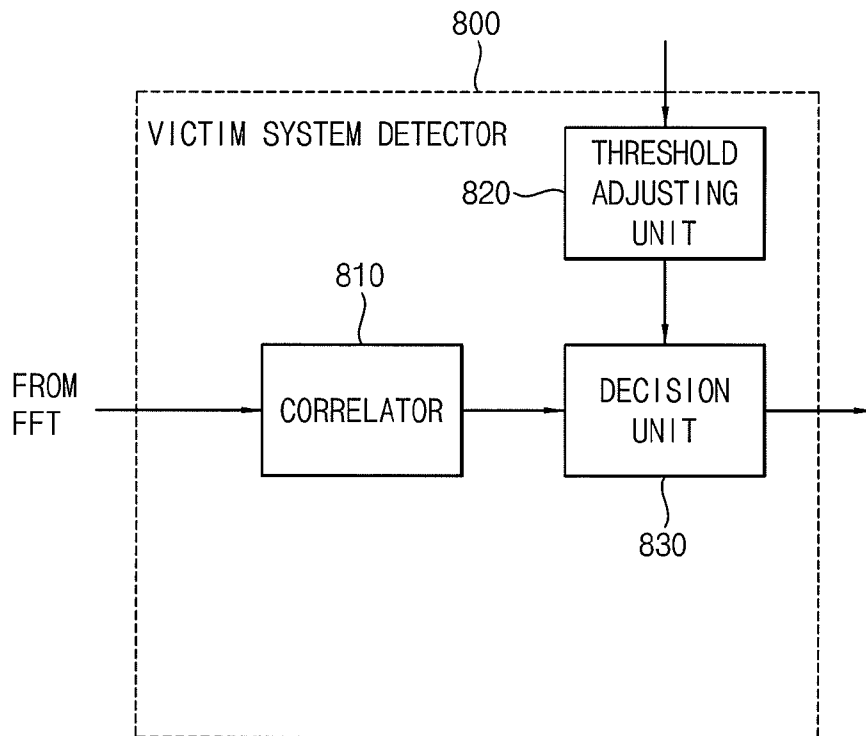 800
VICTIM SYSTEM DETECTOR
THRESHOLD
ADJUSTING
UNIT
820
810
FROM
FFT
CORRELATOR
DECISION
UNIT
830